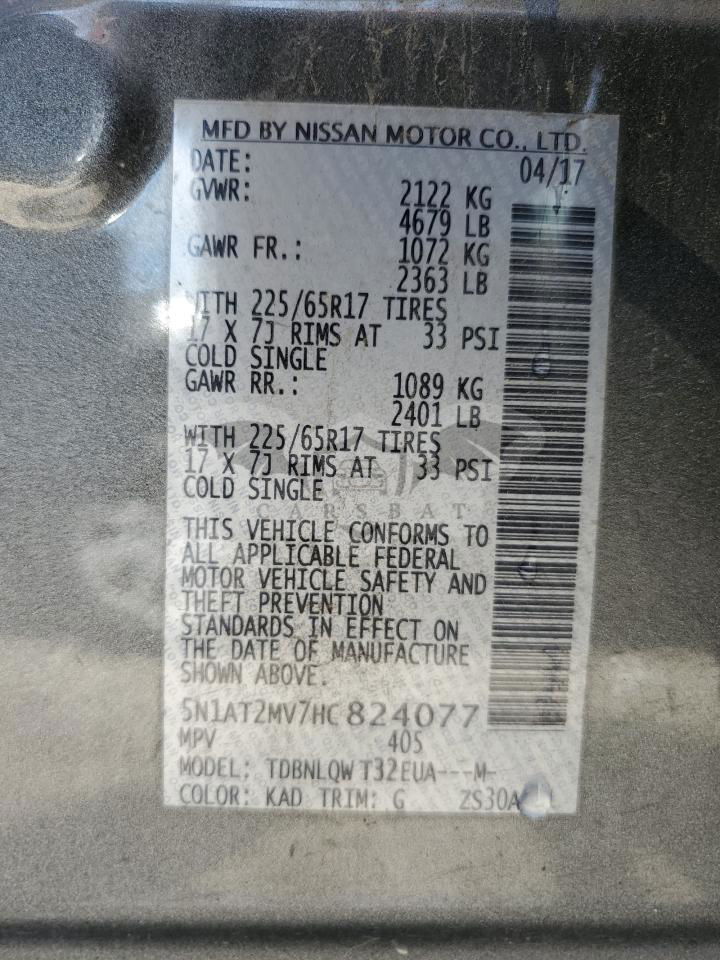 MFD BY NISSAN MOTOR CO., LTD.
DATE: 04/17
GVWR: 2122 KG
4679 LB
GAWR FR.: 1072 KG
2363 LB
WITH 225/65R17 TIRES
17 X 7J RIMS AT 33 PSI
COLD SINGLE
GAWR RR.: 1089 KG
2401 LB
WITH 225/65R17 TIRES
17 X 7J RIMS AT 33 PSI
COLD SINGLE
CARSBAT
THIS VEHICLE CONFORMS TO
ALL APPLICABLE FEDERAL
MOTOR VEHICLE SAFETY AND
THEFT PREVENTION
STANDARDS IN EFFECT ON
THE DATE OF MANUFACTURE
SHOWN ABOVE.
5N1AT2MV7HC824077
MPV 405
MODEL: TDBNLQW T32EUA---M-
COLOR: KAD TRIM: G